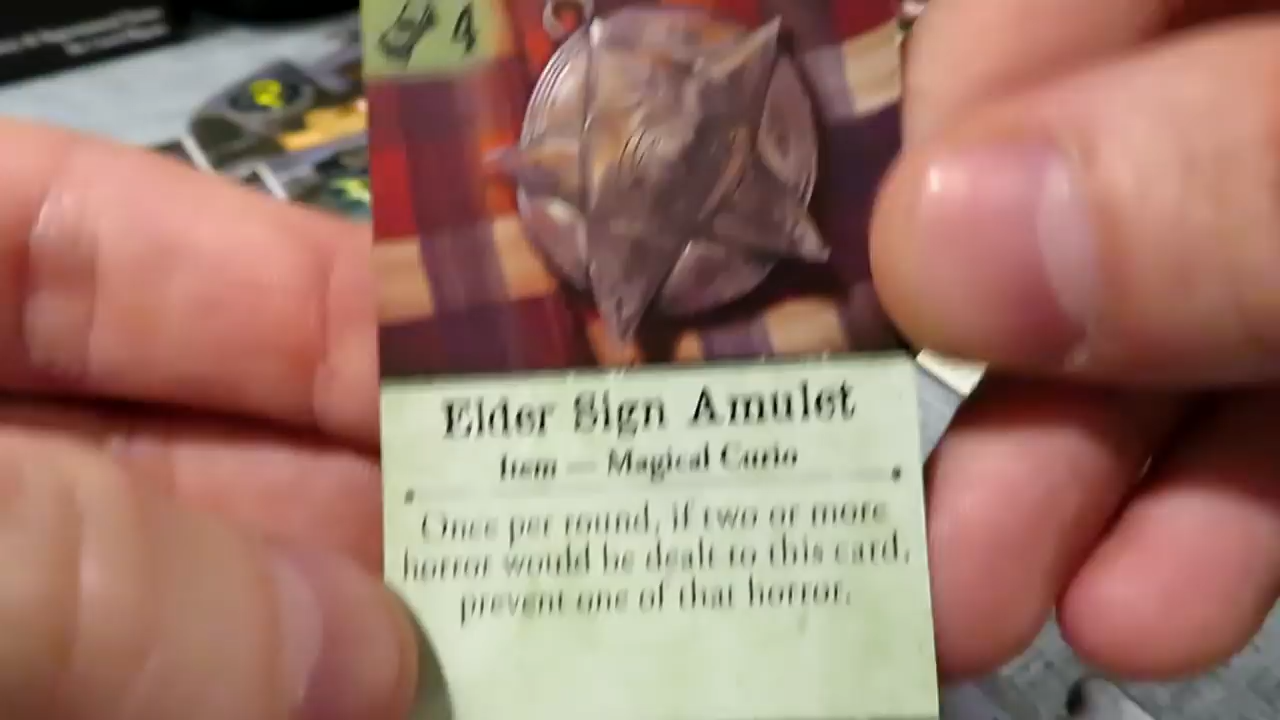 4
Elder Sign Amulet
Item — Magical Curio
Once per round, if two or more
horror would be dealt to this card,
prevent one of that horror.